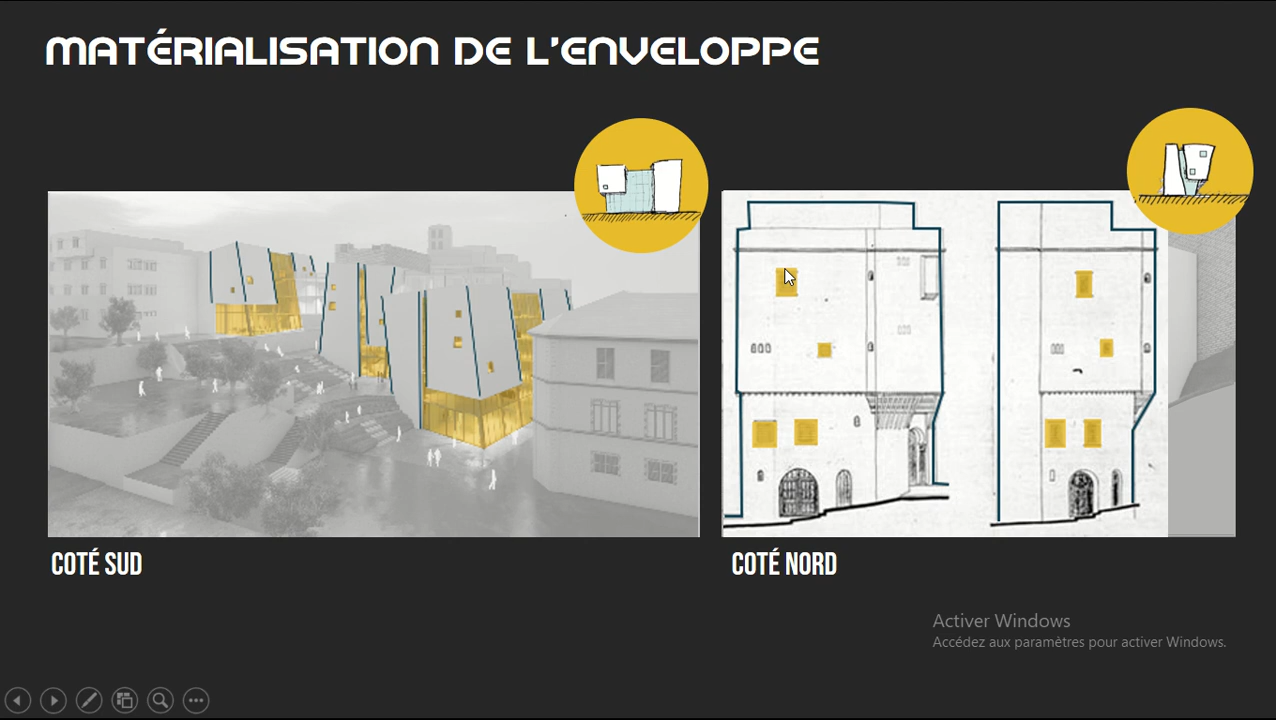 MATÉRIALISATION DE L'ENVELOPPE
COTÉ SUD
COTÉ NORD
Activer Windows
Accédez aux paramètres pour activer Windows.